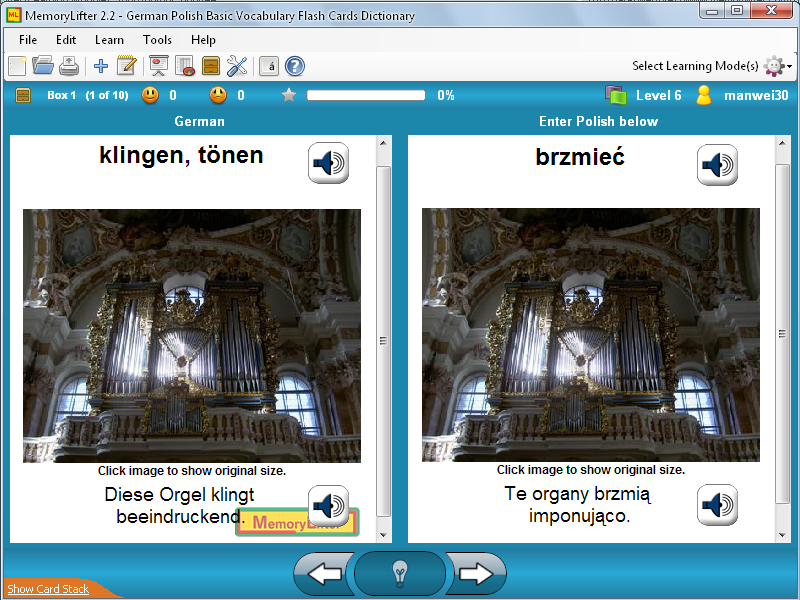 MemoryLifter 2.2 - German Polish Basic Vocabulary Flash Cards Dictionary
File Edit Learn Tools Help
á ? Select Learning Mode(s)
Box 1 (1 of 10) 0 0 0% Level 6 manwei30
German
klingen, tönen
Click image to show original size.
Diese Orgel klingt
beeindruckend.
MemoryLifter
Enter Polish below
brzmieć
Click image to show original size.
Te organy brzmią
imponująco.
Show Card Stack